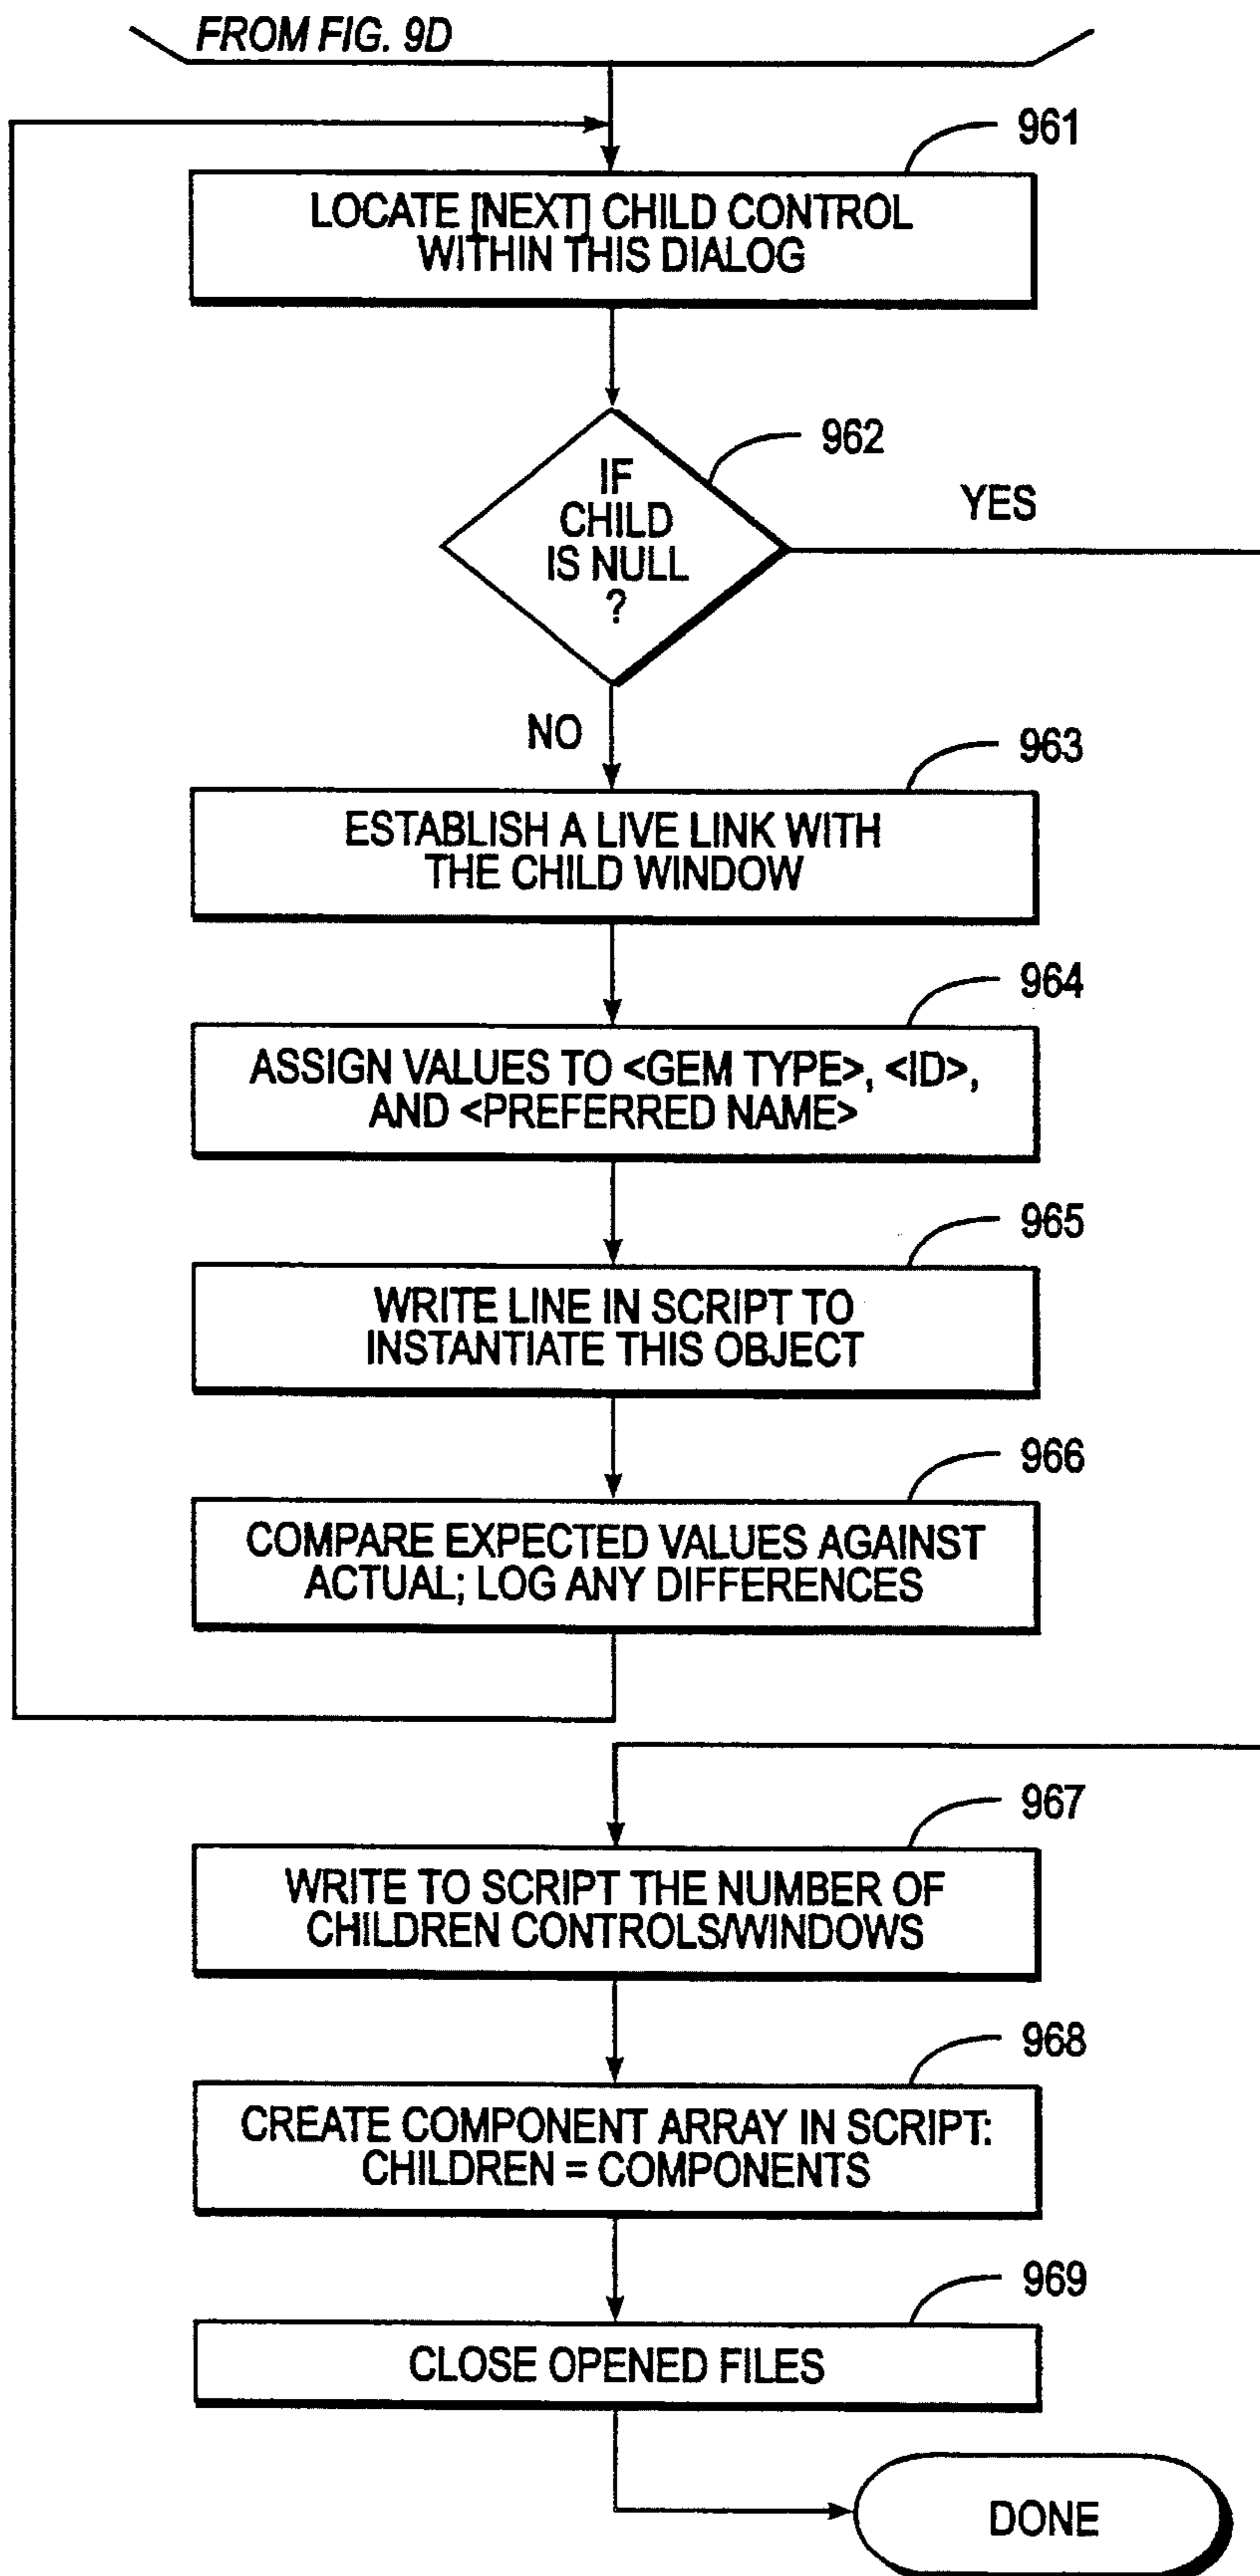 FROM FIG. 9D
961
LOCATE [NEXT] CHILD CONTROL
WITHIN THIS DIALOG
962
IF
CHILD
IS NULL
?
YES
NO
963
ESTABLISH A LIVE LINK WITH
THE CHILD WINDOW
964
ASSIGN VALUES TO <GEM TYPE>, <ID>,
AND <PREFERRED NAME>
965
WRITE LINE IN SCRIPT TO
INSTANTIATE THIS OBJECT
966
COMPARE EXPECTED VALUES AGAINST
ACTUAL; LOG ANY DIFFERENCES
967
WRITE TO SCRIPT THE NUMBER OF
CHILDREN CONTROLS/WINDOWS
968
CREATE COMPONENT ARRAY IN SCRIPT:
CHILDREN = COMPONENTS
969
CLOSE OPENED FILES
DONE